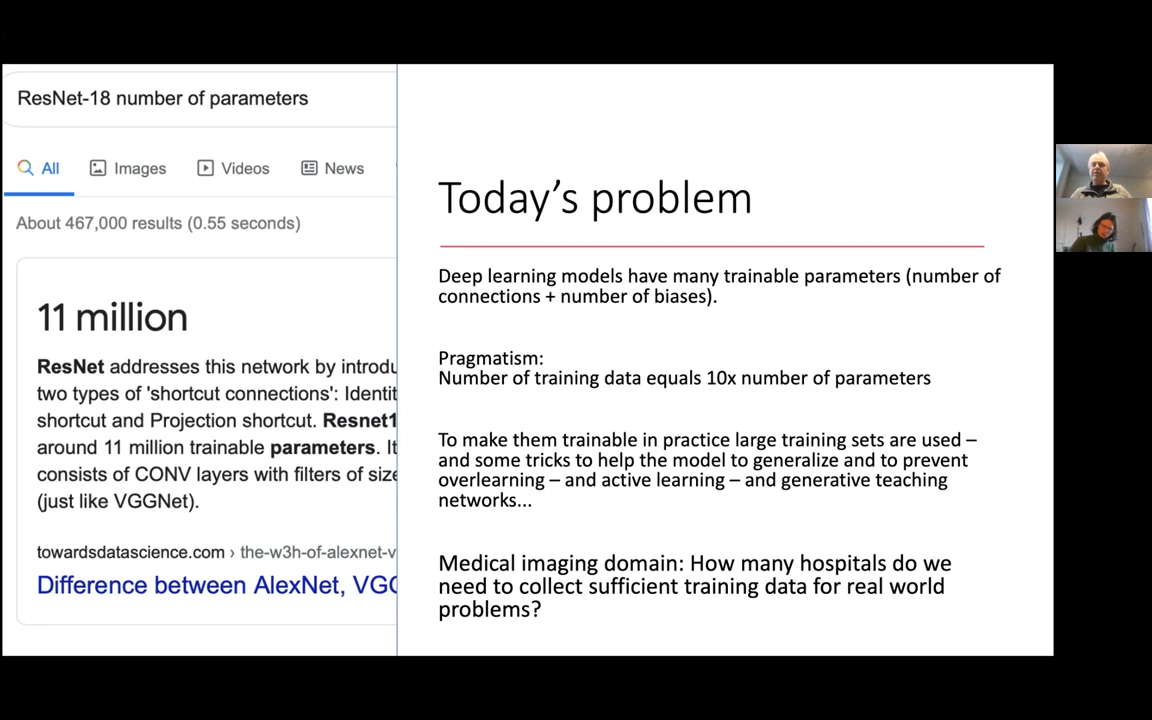 ResNet-18 number of parameters
All Images Videos News
About 467,000 results (0.55 seconds)
11 million
ResNet addresses this network by introdu
two types of 'shortcut connections': Identit
shortcut and Projection shortcut. Resnet1
around 11 million trainable parameters. It
consists of CONV layers with filters of size
(just like VGGNet).
towardsdatascience.com › the-w3h-of-alexnet-v
Difference between AlexNet, VGG
Today's problem
Deep learning models have many trainable parameters (number of
connections + number of biases).
Pragmatism:
Number of training data equals 10x number of parameters
To make them trainable in practice large training sets are used –
and some tricks to help the model to generalize and to prevent
overlearning – and active learning – and generative teaching
networks...
Medical imaging domain: How many hospitals do we
need to collect sufficient training data for real world
problems?